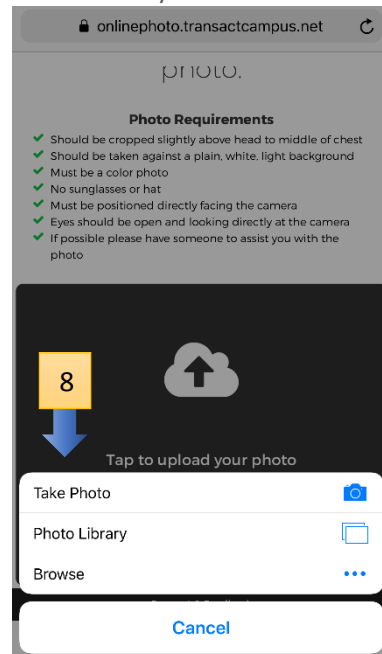 onlinephoto.transactcampus.net
photo.
Photo Requirements
Should be cropped slightly above head to middle of chest
Should be taken against a plain, white, light background
Must be a color photo
No sunglasses or hat
Must be positioned directly facing the camera
Eyes should be open and looking directly at the camera
If possible please have someone to assist you with the
photo
8
Tap to upload your photo
Take Photo
Photo Library
Browse
Cancel